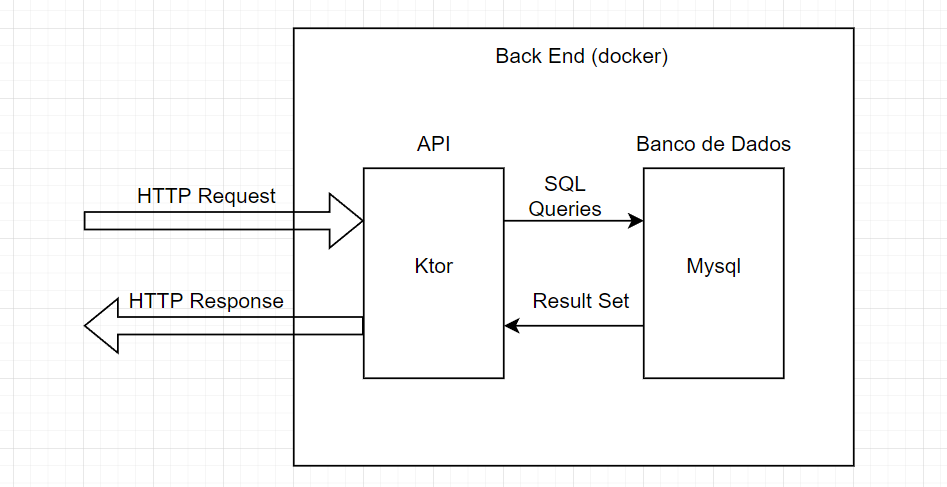 Back End (docker)
API
Banco de Dados
HTTP Request
SQL
Queries
Ktor
Mysql
HTTP Response
Result Set